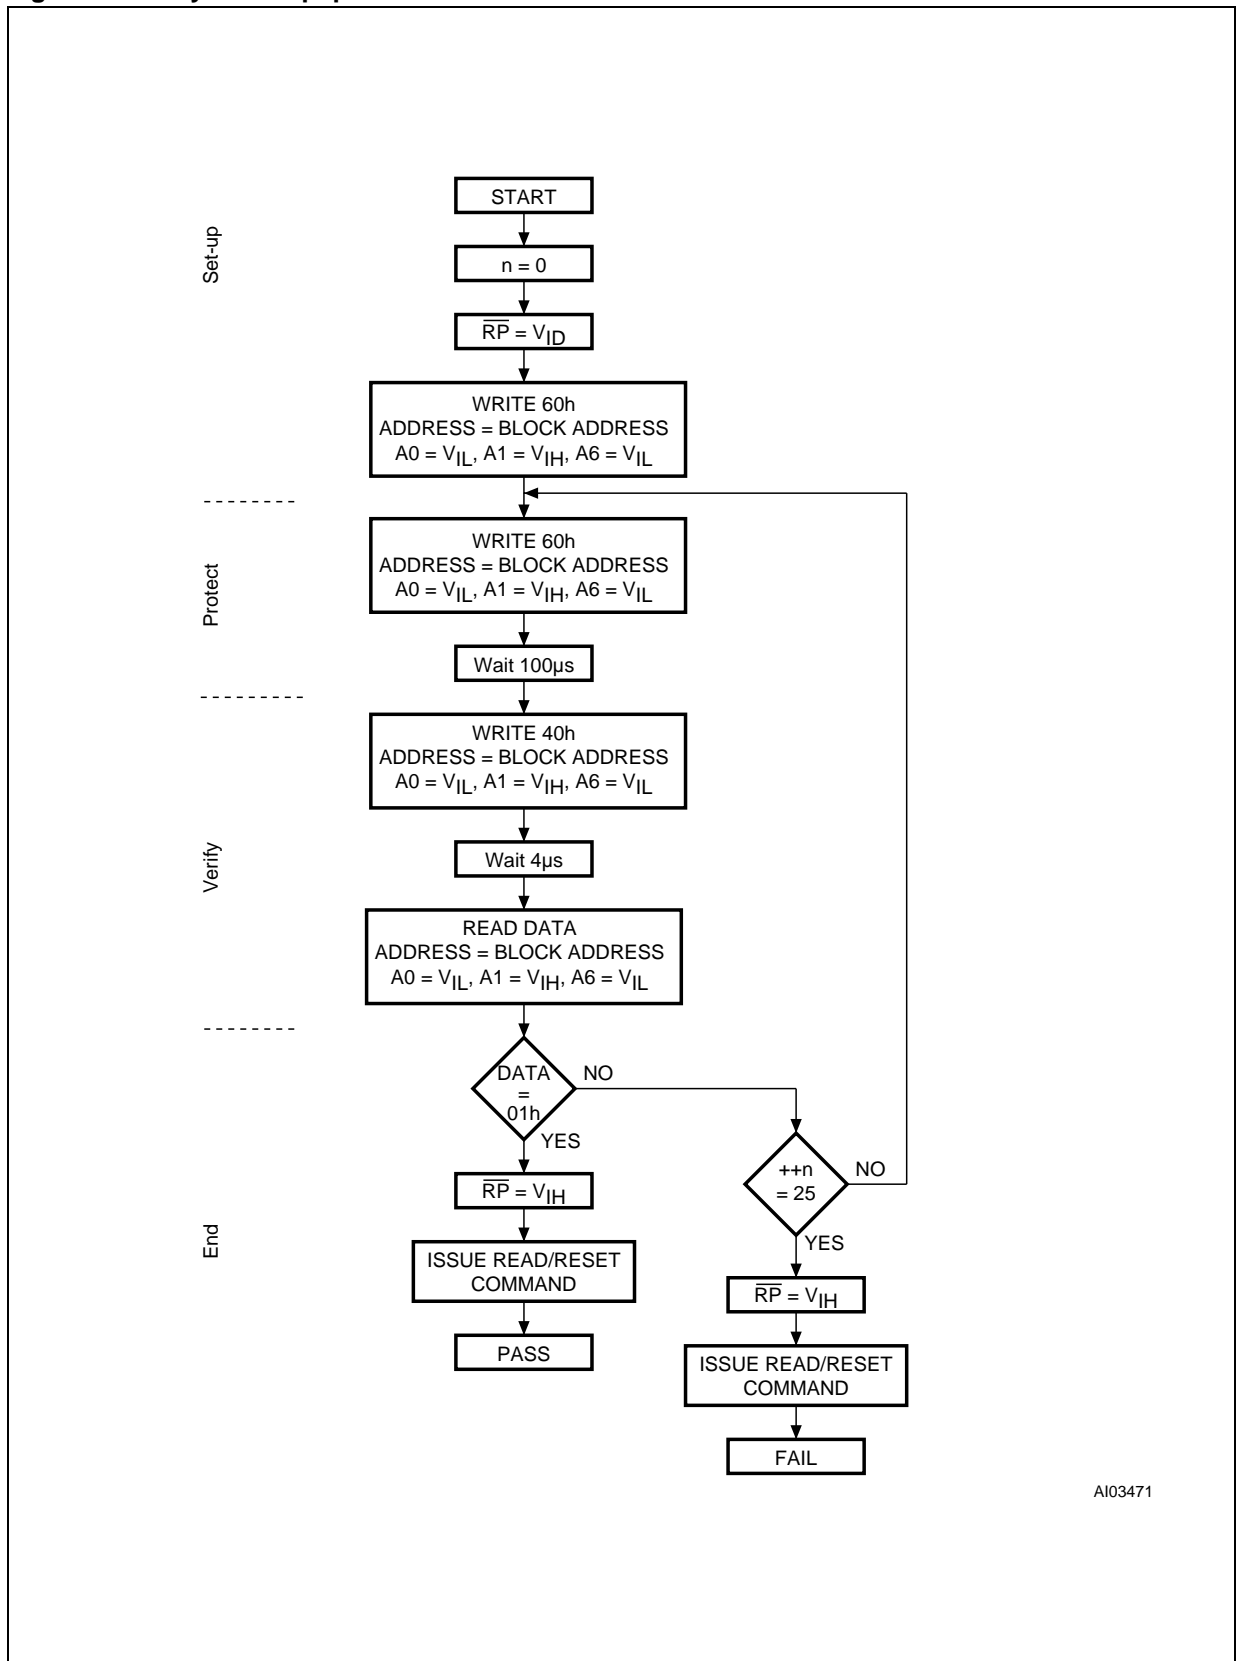 START
Set-up
n = 0
RP = VID
WRITE 60h
ADDRESS = BLOCK ADDRESS
A0 = VIL, A1 = VIH, A6 = VIL
Protect
WRITE 60h
ADDRESS = BLOCK ADDRESS
A0 = VIL, A1 = VIH, A6 = VIL
Wait 100µs
WRITE 40h
ADDRESS = BLOCK ADDRESS
A0 = VIL, A1 = VIH, A6 = VIL
Verify
Wait 4µs
READ DATA
ADDRESS = BLOCK ADDRESS
A0 = VIL, A1 = VIH, A6 = VIL
DATA
=
01h
NO
YES
++n
= 25
NO
YES
End
RP = VIH
ISSUE READ/RESET
COMMAND
PASS
RP = VIH
ISSUE READ/RESET
COMMAND
FAIL
AI03471